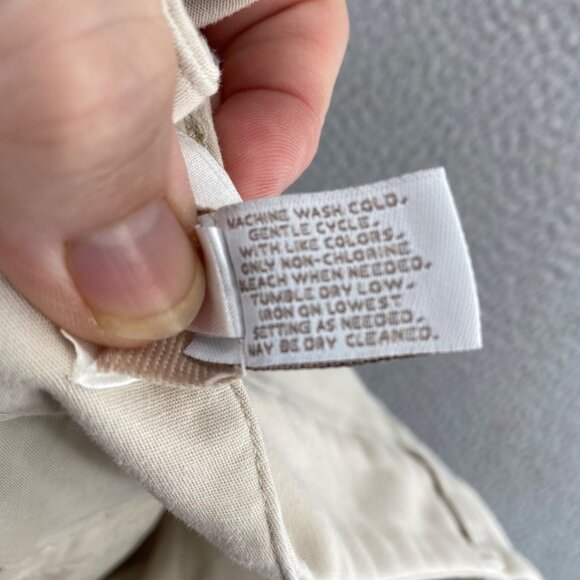 MACHINE WASH COLD,
GENTLE CYCLE,
WITH LIKE COLORS.
ONLY NON-CHLORINE
BLEACH WHEN NEEDED.
TUMBLE DRY LOW.
IRON ON LOWEST
SETTING AS NEEDED.
MAY BE DRY CLEANED.